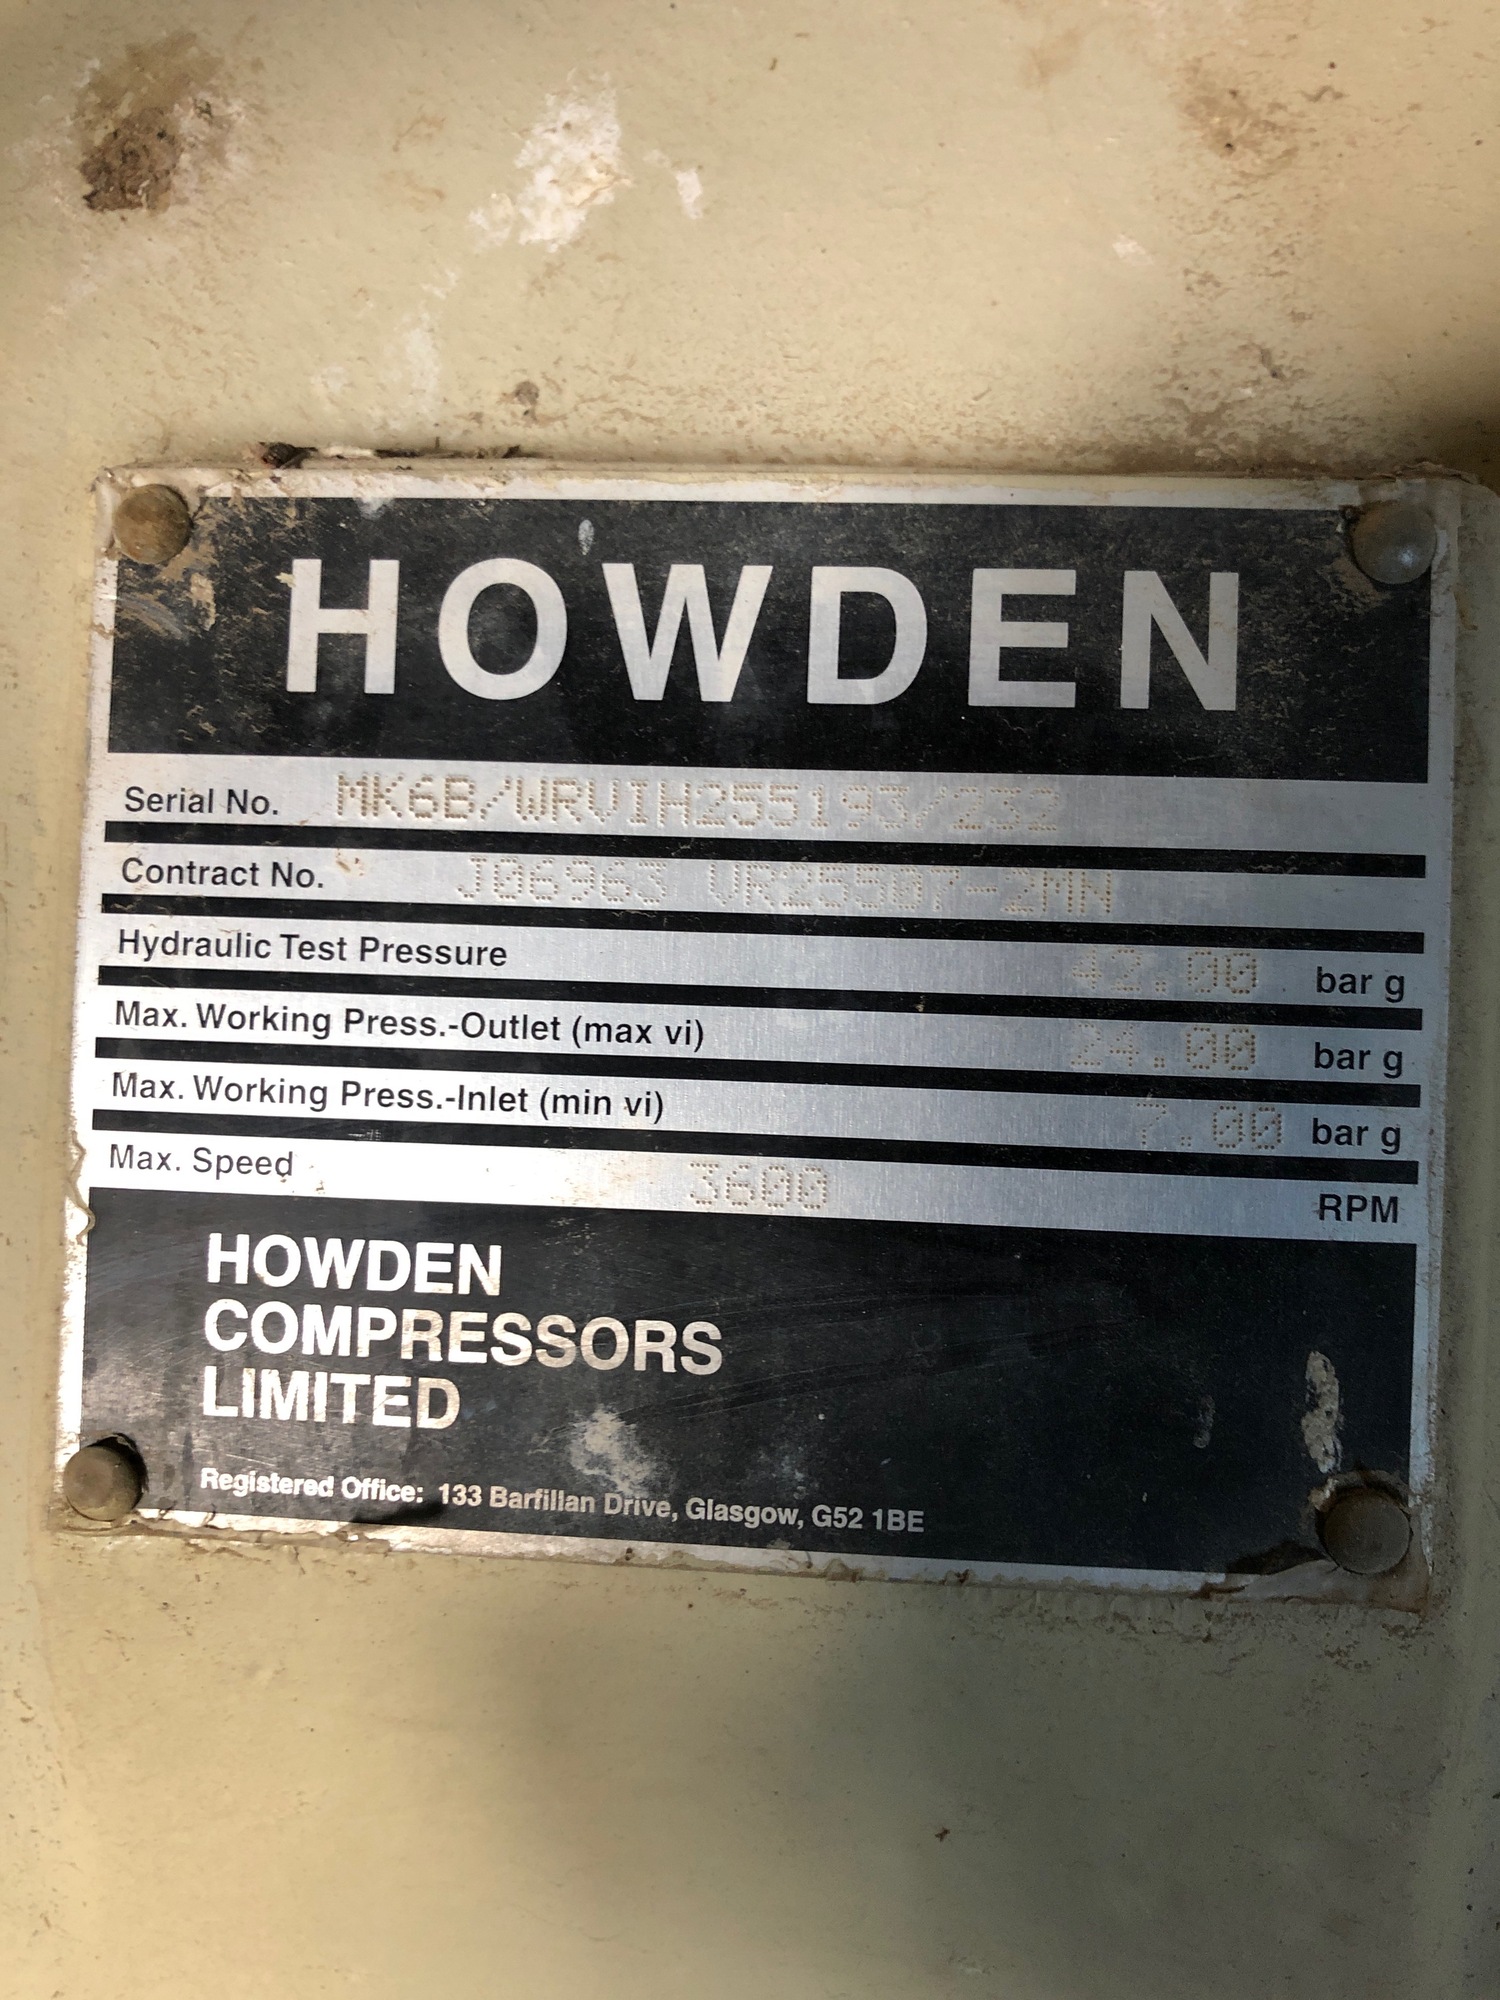 HOWDEN
Serial No. MK6B/WRVIH255193/232
Contract No. J06963 VR25507-2MN
Hydraulic Test Pressure 42.00 bar g
Max. Working Press.-Outlet (max vi) 24.00 bar g
Max. Working Press.-Inlet (min vi) 7.00 bar g
Max. Speed 3600 RPM
HOWDEN
COMPRESSORS
LIMITED
Registered Office: 133 Barfillan Drive, Glasgow, G52 1BE